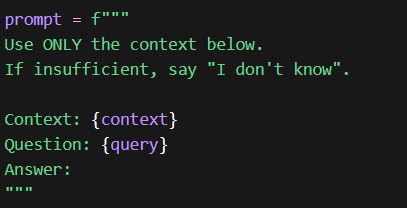 prompt = f"""
Use ONLY the context below.
If insufficient, say "I don't know".
Context: {context}
Question: {query}
Answer:
"""